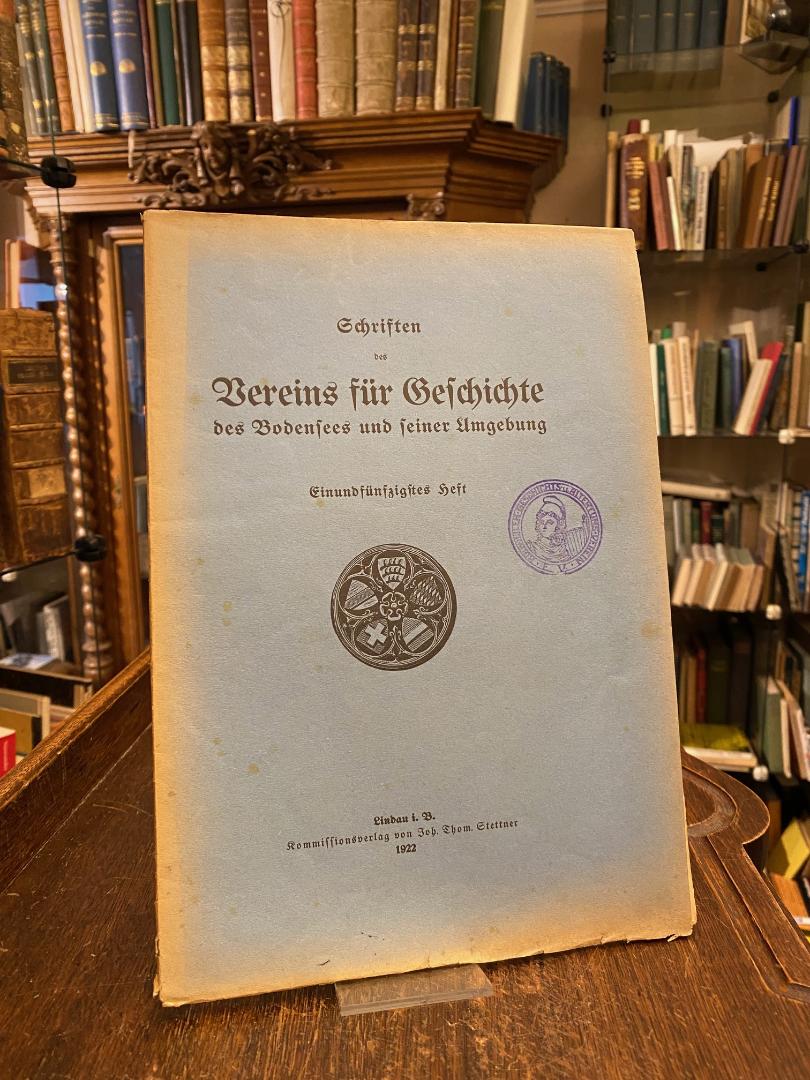 Schriften
des
Vereins für Geschichte
des Bodensees und seiner Umgebung
Einundfünfzigstes Heft
E. V.
Lindau i. B.
Kommissionsverlag von Joh. Thom. Stettner
1922